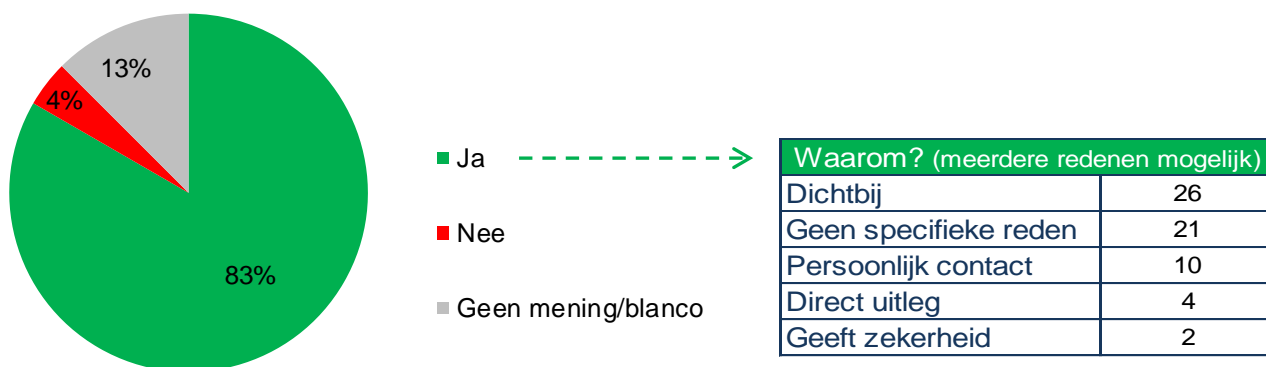 13%
4%
83%
Ja
Nee
Geen mening/blanco
Waarom? (meerdere redenen mogelijk)
Dichtbij 26
Geen specifieke reden 21
Persoonlijk contact 10
Direct uitleg 4
Geeft zekerheid 2